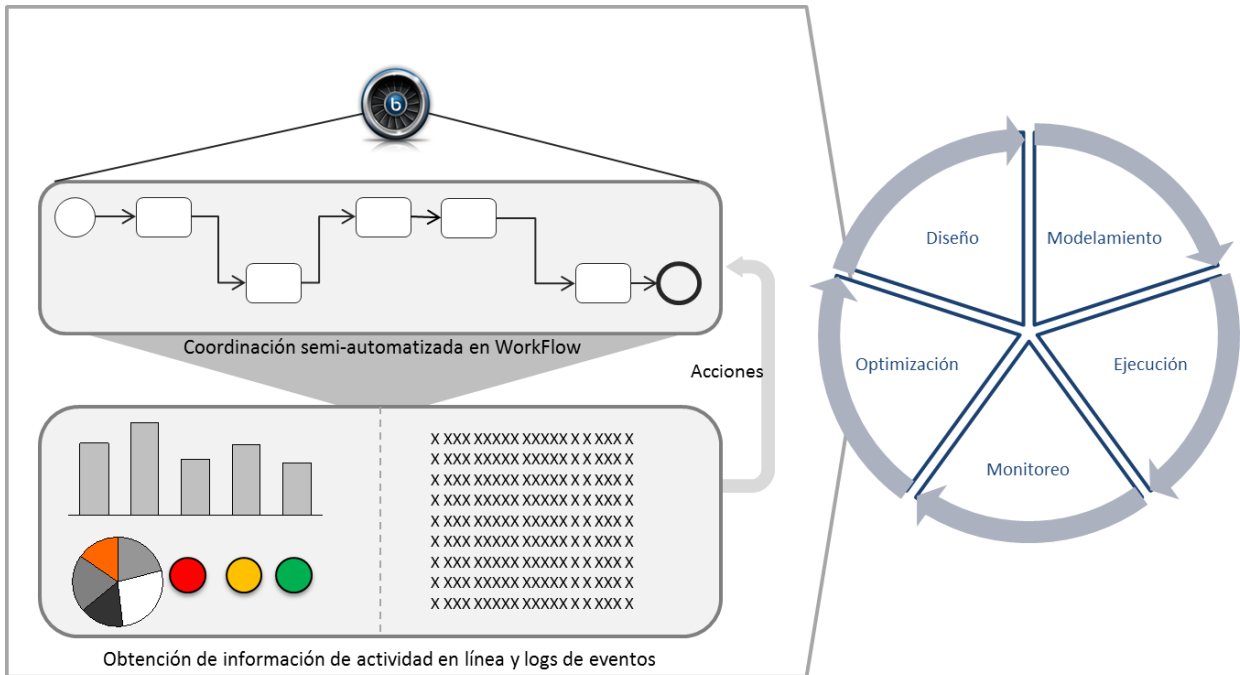 b
Coordinación semi-automatizada en WorkFlow
Acciones
X XXX XXXXX XXXXX X X XXX X
X XXX XXXXX XXXXX X X XXX X
X XXX XXXXX XXXXX X X XXX X
X XXX XXXXX XXXXX X X XXX X
X XXX XXXXX XXXXX X X XXX X
X XXX XXXXX XXXXX X X XXX X
X XXX XXXXX XXXXX X X XXX X
X XXX XXXXX XXXXX X X XXX X
X XXX XXXXX XXXXX X X XXX X
Obtención de información de actividad en línea y logs de eventos
Diseño
Modelamiento
Optimización
Ejecución
Monitoreo